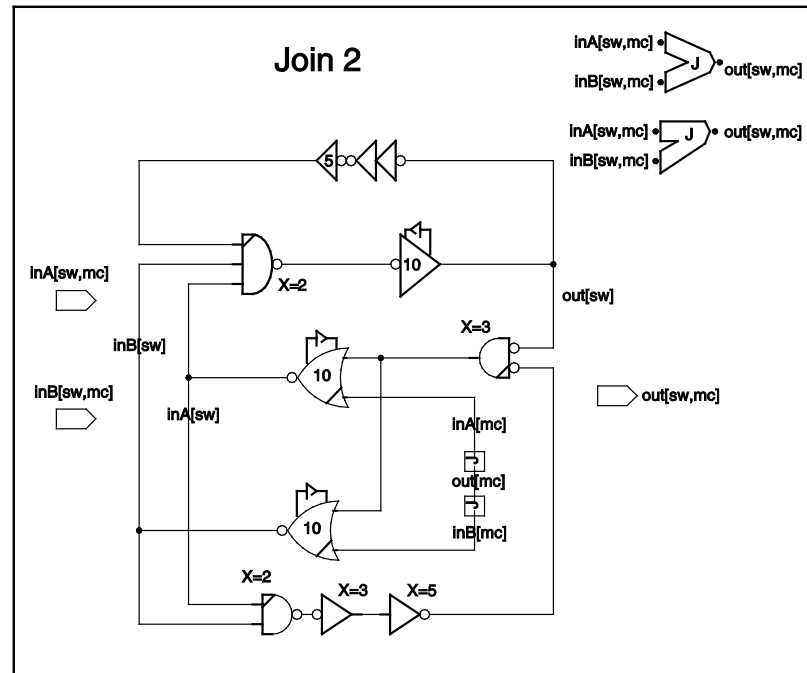 Join 2
inA[sw,mc]
J
out[sw,mc]
inB[sw,mc]
inA[sw,mc]
J
out[sw,mc]
inB[sw,mc]
5
inA[sw,mc]
X=2
10
out[sw]
X=3
inB[sw]
10
inB[sw,mc]
inA[sw]
inA[mc]
out[sw,mc]
J
out[mc]
J
10
inB[mc]
X=2
X=3
X=5